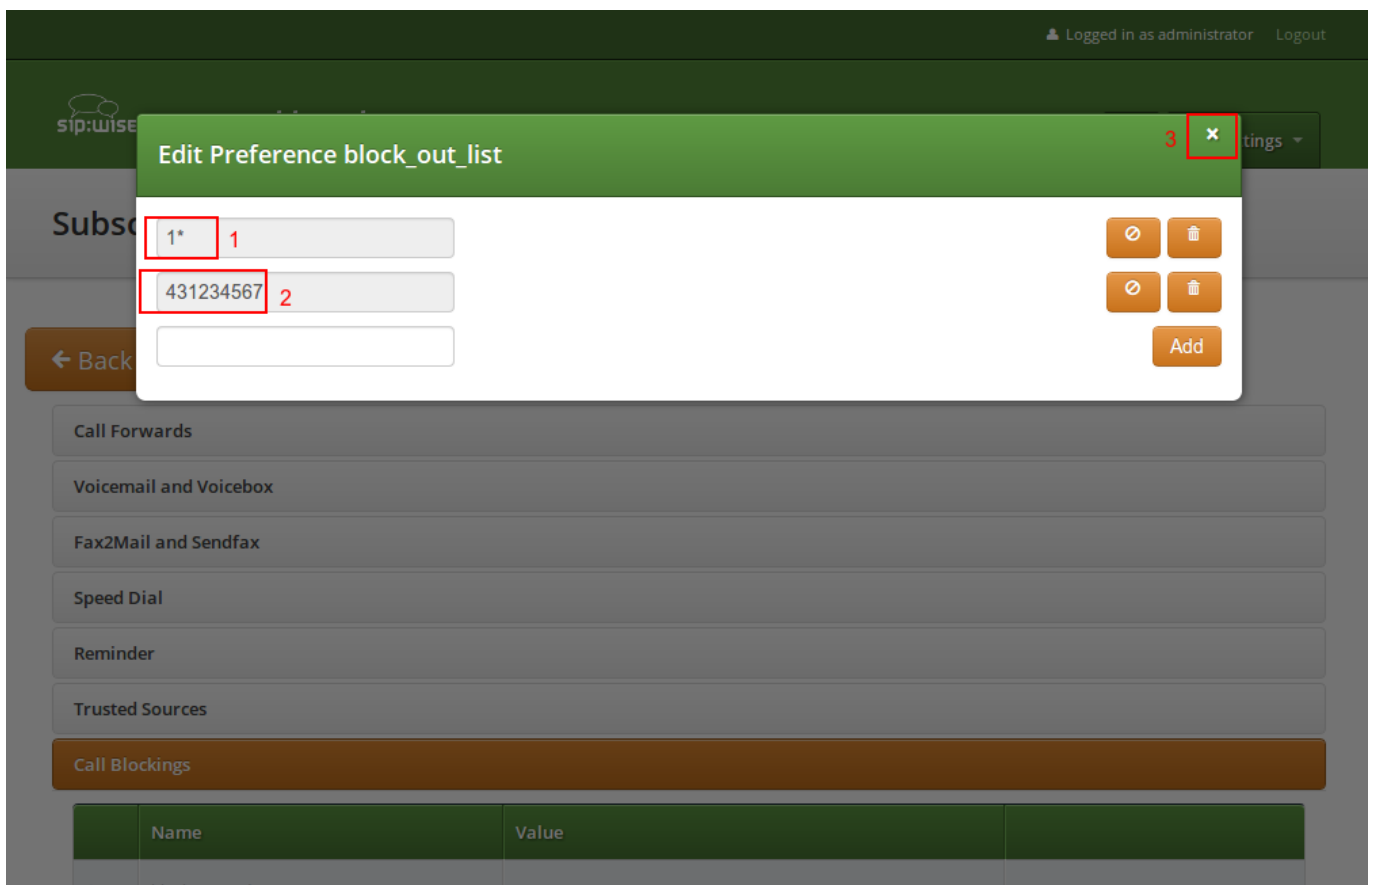 Logged in as administrator Logout
sip:wise
Edit Preference block_out_list
3
tings
Subsc
1*
1
431234567
2
Add
Back
Call Forwards
Voicemail and Voicebox
Fax2Mail and Sendfax
Speed Dial
Reminder
Trusted Sources
Call Blockings
Name Value